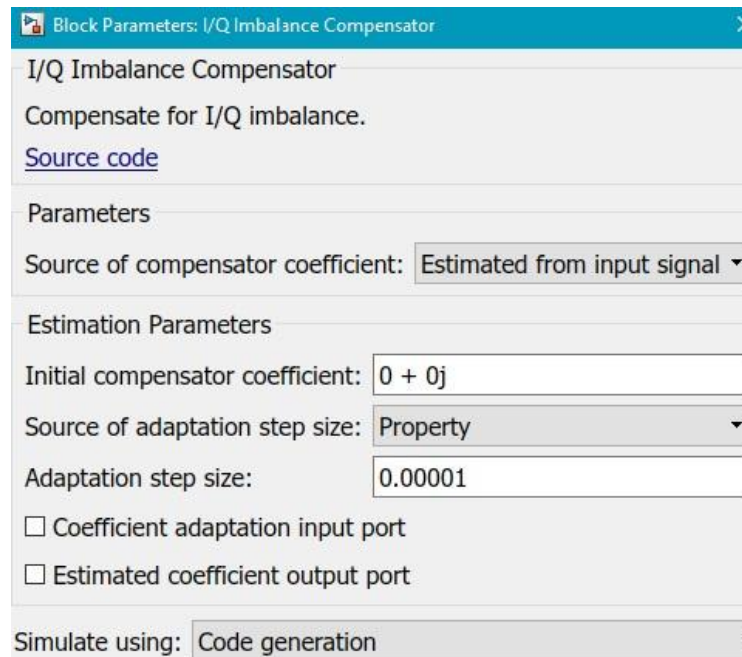 Block Parameters: I/Q Imbalance Compensator
I/Q Imbalance Compensator
Compensate for I/Q imbalance.
Source code
Parameters
Source of compensator coefficient: Estimated from input signal
Estimation Parameters
Initial compensator coefficient: 0 + 0j
Source of adaptation step size: Property
Adaptation step size: 0.00001
Coefficient adaptation input port
Estimated coefficient output port
Simulate using: Code generation